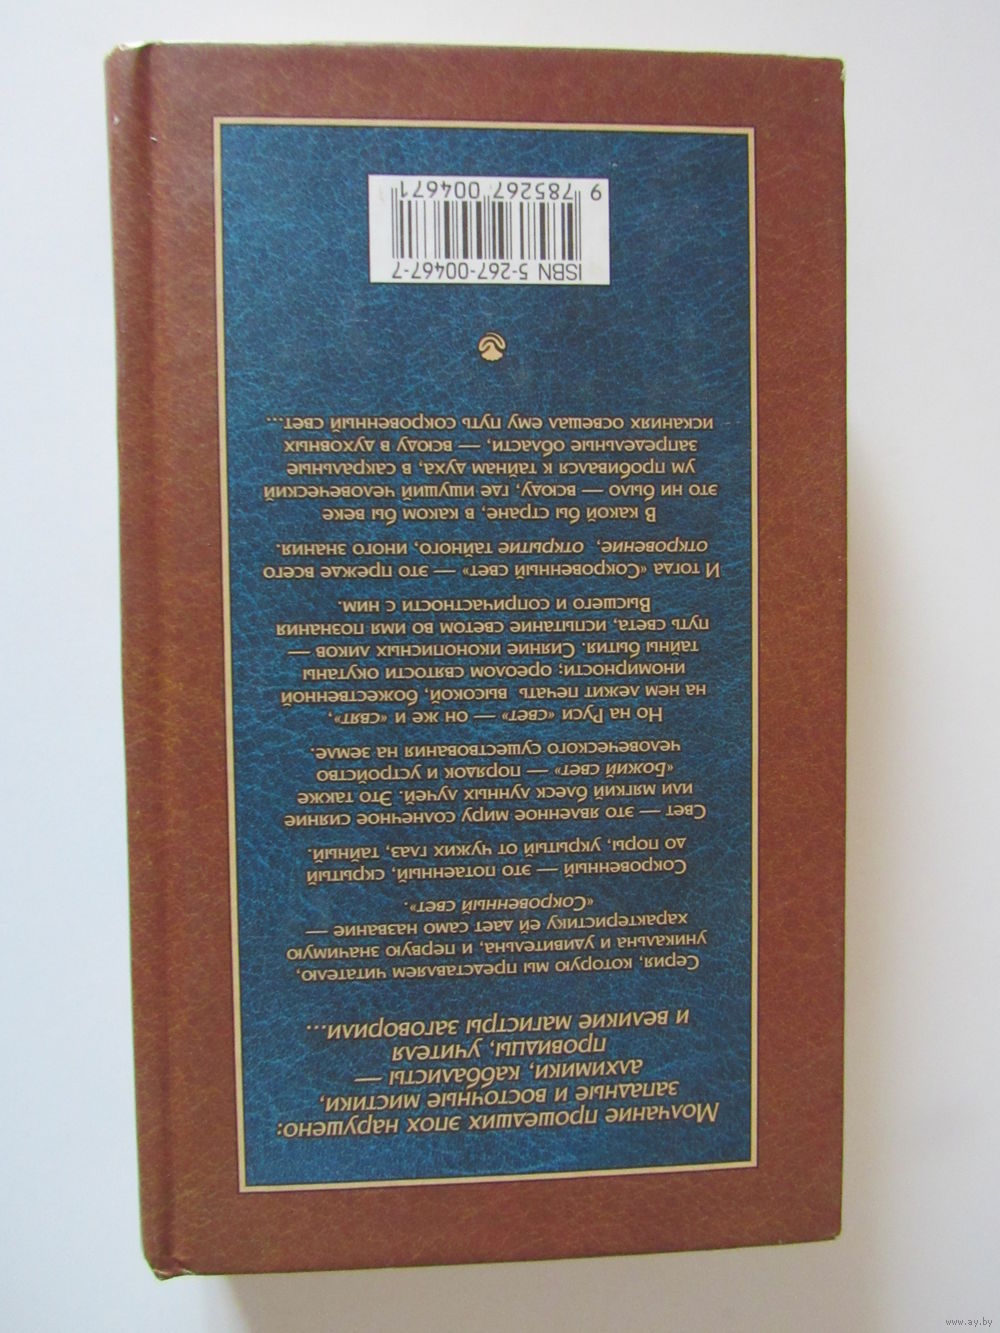 Молчание прошедших эпох нарушено:
западные и восточные мистики,
алхимики, каббалисты —
провидцы, учителя
и великие магистры заговорили...
Серия, которую мы представляем читателю,
уникальна и удивительна, и первую значимую
характеристику ей дает само название —
«Сокровенный свет».
Сокровенный — это потаенный, скрытый
до поры, укрытый от чужих глаз, тайный.
Свет — это явленное миру солнечное сияние
или мягкий блеск лунных лучей. Это также
«Божий свет» — порядок и устройство
человеческого существования на земле.
Но на Руси «свет» — он же и «свят»,
на нем лежит печать высокой, божественной
иномирности; ореолом святости окутаны
тайны бытия. Сияние иконописных ликов —
путь света, испытание светом во имя познания
Высшего и сопричастности с ним.
И тогда «Сокровенный свет» — это прежде всего
откровение, открытие тайного, иного знания.
В какой бы стране, в каком бы веке
это ни было — всюду, где ищущий человеческий
ум пробивался к тайнам духа, в сакральные
запредельные области, — всюду в духовных
исканиях освещал ему путь сокровенный свет...
ISBN 5-267-00467-7
9 785267 004671
www.ay.by